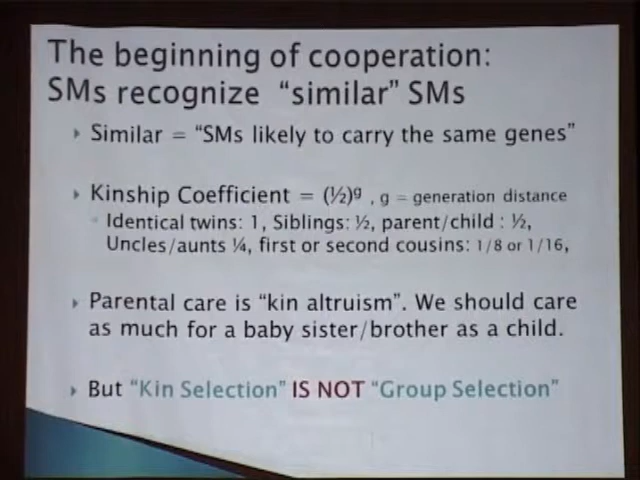 The beginning of cooperation:
SMs recognize "similar" SMs
Similar = "SMs likely to carry the same genes"
Kinship Coefficient = (½)ᵍ , g = generation distance
Identical twins: 1, Siblings: ½, parent/child : ½,
Uncles/aunts ¼, first or second cousins: 1/8 or 1/16,
Parental care is "kin altruism". We should care
as much for a baby sister/brother as a child.
But "Kin Selection" IS NOT "Group Selection"